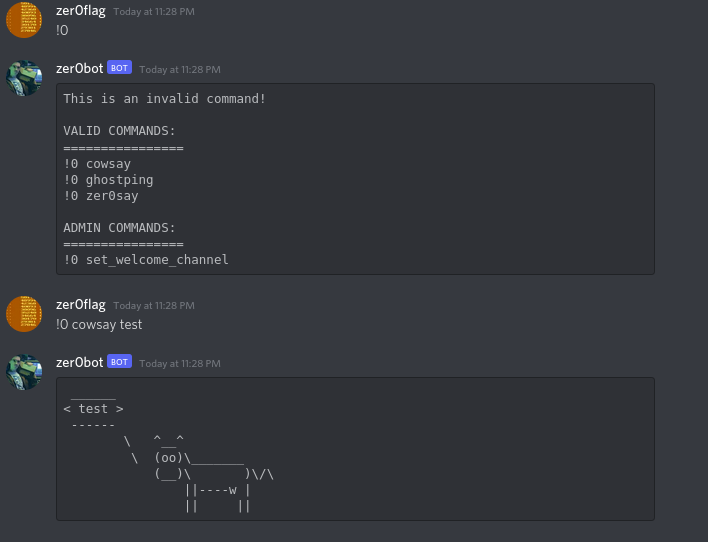 zer0flag Today at 11:28 PM
!0
zer0bot BOT Today at 11:28 PM
This is an invalid command!
VALID COMMANDS:
================
!0 cowsay
!0 ghostping
!0 zer0say
ADMIN COMMANDS:
================
!0 set_welcome_channel
zer0flag Today at 11:28 PM
!0 cowsay test
zer0bot BOT Today at 11:28 PM
 ______
< test >
 ------
        \   ^__^
         \  (oo)\_______
            (__)\       )\/\
                ||----w |
                ||     ||